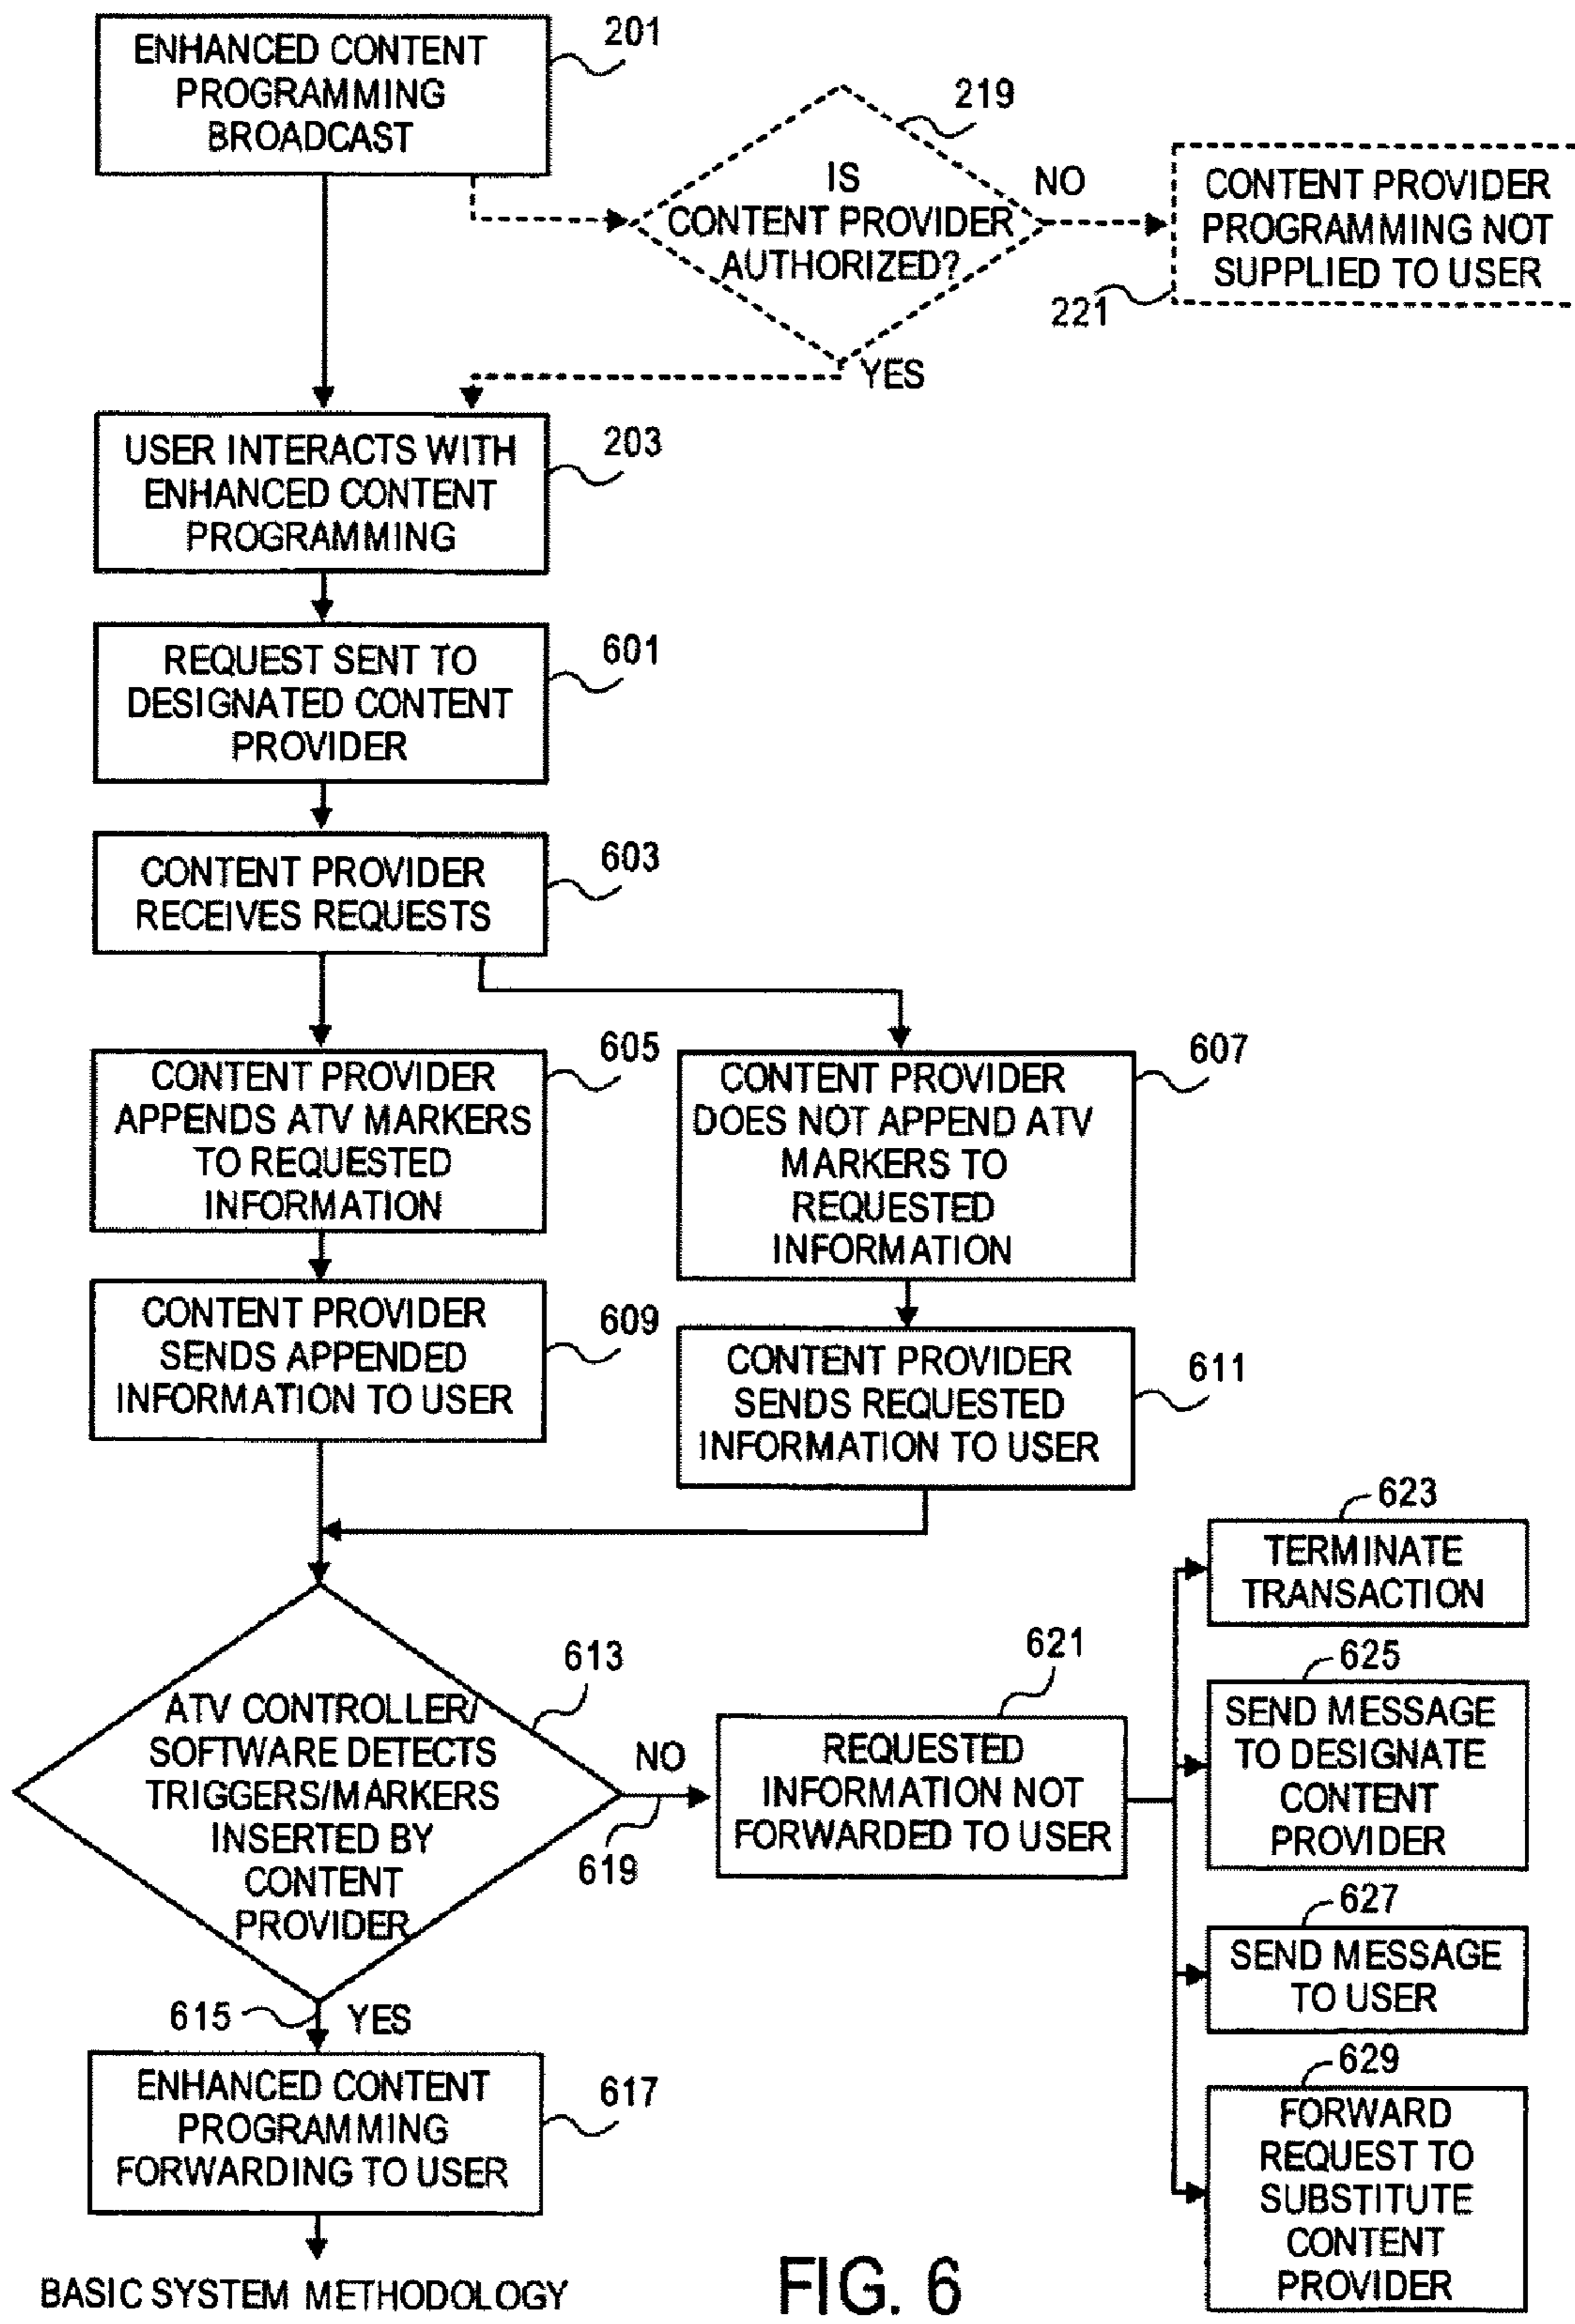 ENHANCED CONTENT
PROGRAMMING
BROADCAST
201
219
IS
CONTENT PROVIDER
AUTHORIZED?
NO
YES
CONTENT PROVIDER
PROGRAMMING NOT
SUPPLIED TO USER
221
USER INTERACTS WITH
ENHANCED CONTENT
PROGRAMMING
203
REQUEST SENT TO
DESIGNATED CONTENT
PROVIDER
601
CONTENT PROVIDER
RECEIVES REQUESTS
603
CONTENT PROVIDER
APPENDS ATV MARKERS
TO REQUESTED
INFORMATION
605
CONTENT PROVIDER
DOES NOT APPEND ATV
MARKERS TO
REQUESTED
INFORMATION
607
CONTENT PROVIDER
SENDS APPENDED
INFORMATION TO USER
609
CONTENT PROVIDER
SENDS REQUESTED
INFORMATION TO USER
611
ATV CONTROLLER/
SOFTWARE DETECTS
TRIGGERS/MARKERS
INSERTED BY
CONTENT
PROVIDER
613
NO
619
REQUESTED
INFORMATION NOT
FORWARDED TO USER
621
623
TERMINATE
TRANSACTION
625
SEND MESSAGE
TO DESIGNATE
CONTENT
PROVIDER
627
SEND MESSAGE
TO USER
629
FORWARD
REQUEST TO
SUBSTITUTE
CONTENT
PROVIDER
615
YES
ENHANCED CONTENT
PROGRAMMING
FORWARDING TO USER
617
BASIC SYSTEM METHODOLOGY
FIG. 6